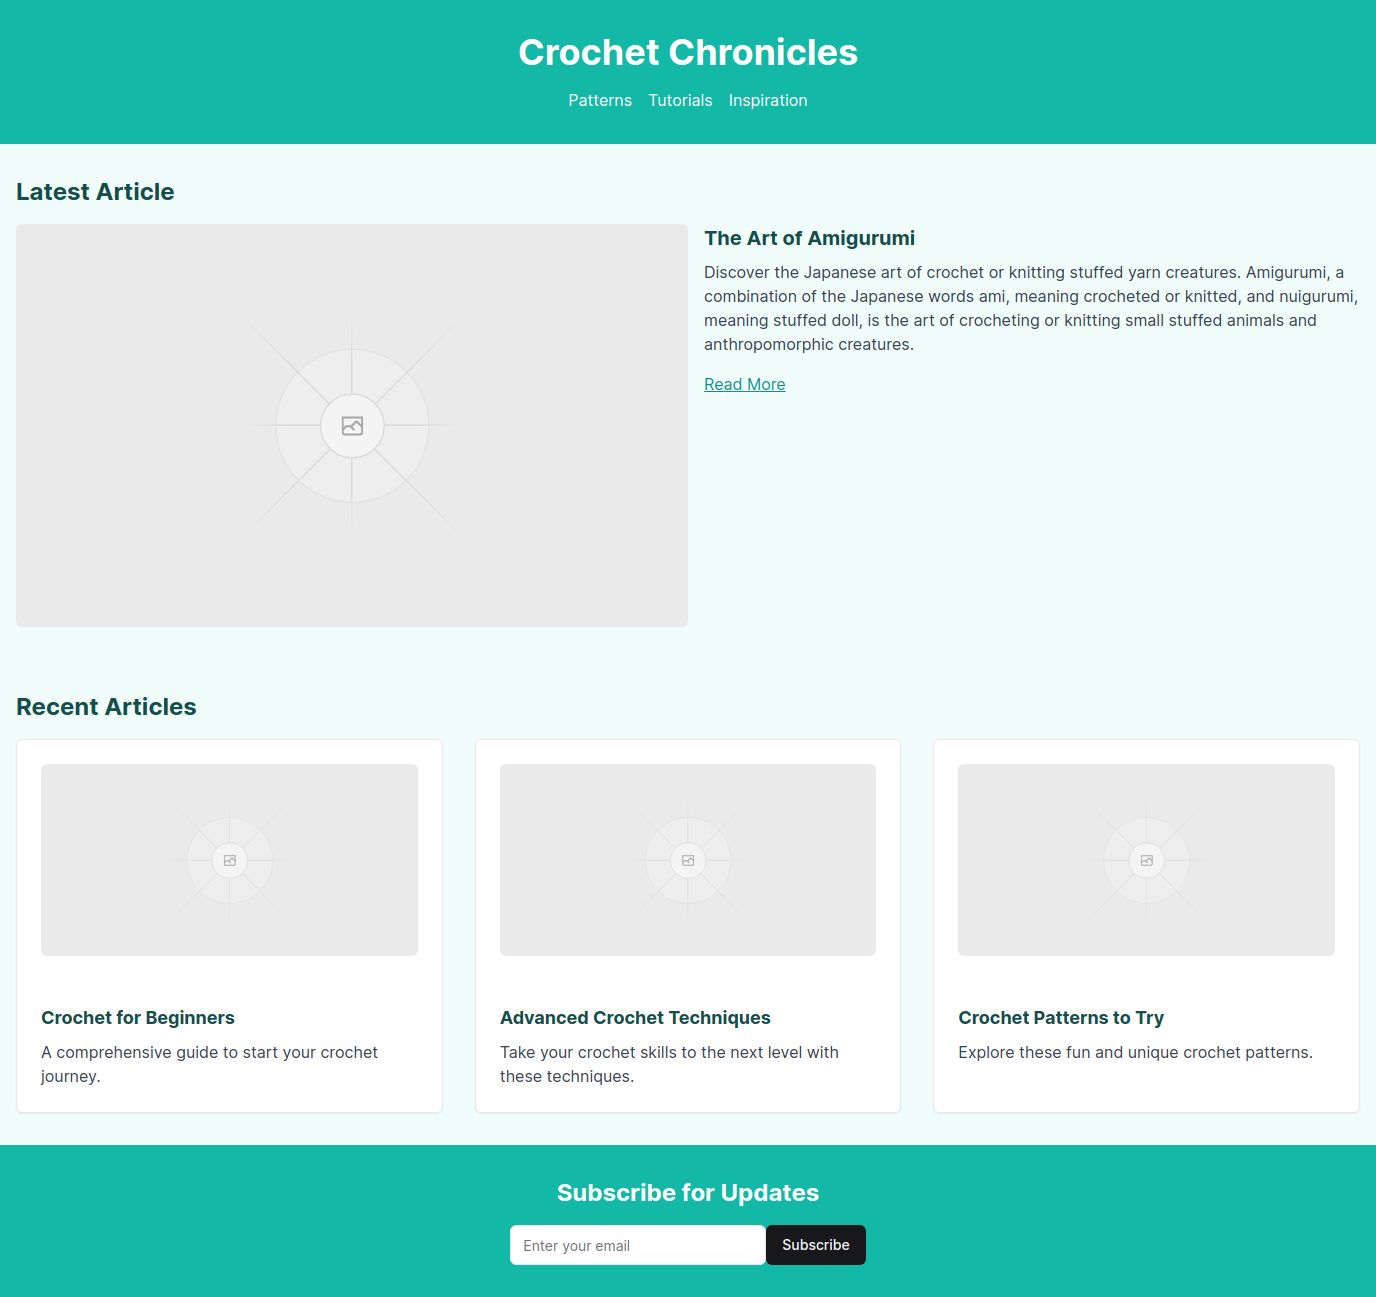 Crochet Chronicles
Patterns Tutorials Inspiration
Latest Article
The Art of Amigurumi
Discover the Japanese art of crochet or knitting stuffed yarn creatures. Amigurumi, a
combination of the Japanese words ami, meaning crocheted or knitted, and nuigurumi,
meaning stuffed doll, is the art of crocheting or knitting small stuffed animals and
anthropomorphic creatures.
Read More
Recent Articles
Crochet for Beginners
A comprehensive guide to start your crochet
journey.
Advanced Crochet Techniques
Take your crochet skills to the next level with
these techniques.
Crochet Patterns to Try
Explore these fun and unique crochet patterns.
Subscribe for Updates
Enter your email
Subscribe